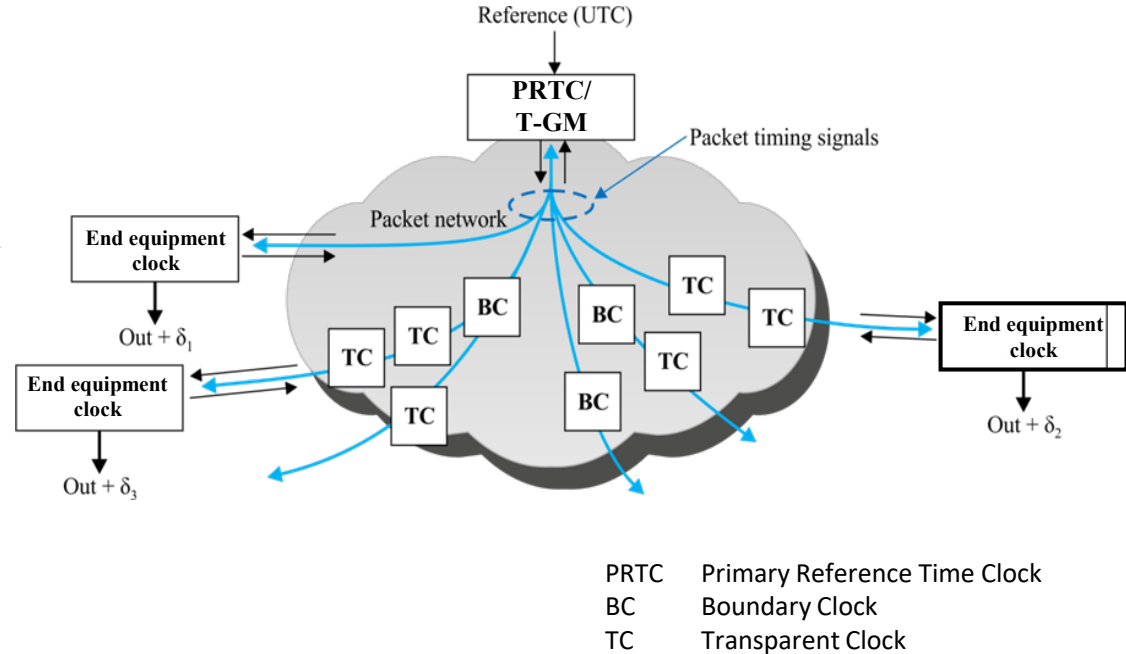 Reference (UTC)
PRTC/
T-GM
Packet timing signals
Packet network
End equipment
clock
Out + δ₁
TC
BC
BC
TC
TC
TC
TC
TC
BC
TC
End equipment
clock
Out + δ₂
End equipment
clock
Out + δ₃
PRTC Primary Reference Time Clock
BC Boundary Clock
TC Transparent Clock